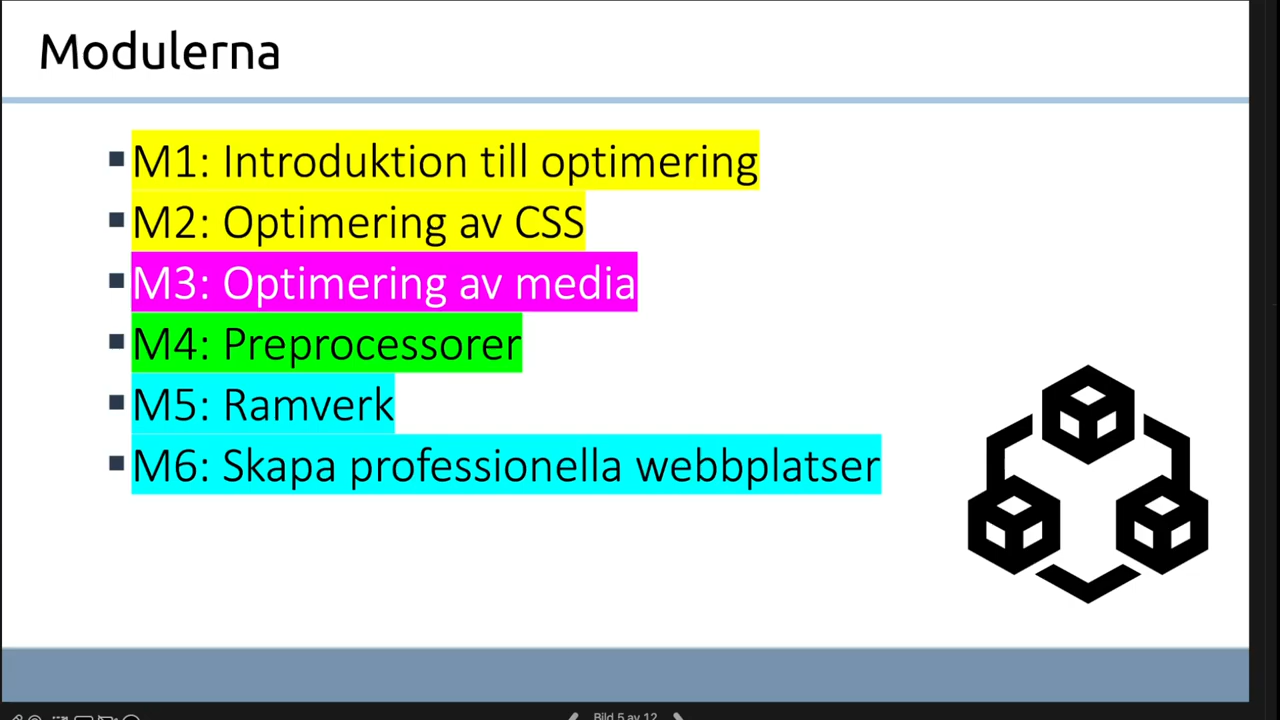 Modulerna
M1: Introduktion till optimering
M2: Optimering av CSS
M3: Optimering av media
M4: Preprocessorer
M5: Ramverk
M6: Skapa professionella webbplatser
Bild 5 av 12